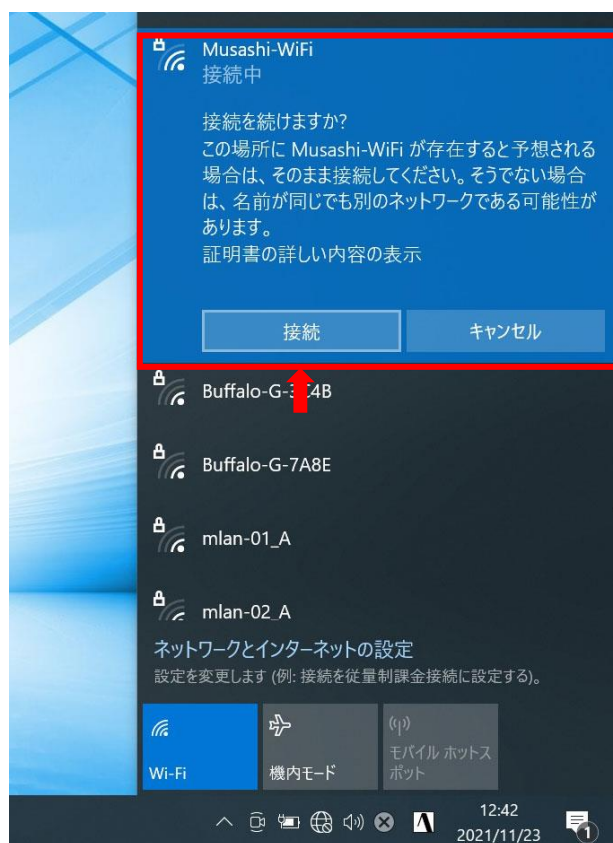 Musashi-WiFi
接続中
接続を続けますか?
この場所に Musashi-WiFi が存在すると予想される
場合は、そのまま接続してください。そうでない場合
は、名前が同じでも別のネットワークである可能性が
あります。
証明書の詳しい内容の表示
接続 キャンセル
Buffalo-G-3C4B
Buffalo-G-7A8E
mlan-01_A
mlan-02_A
ネットワークとインターネットの設定
設定を変更します (例: 接続を従量制課金接続に設定する)。
Wi-Fi
機内モード
モバイル ホットス
ポット
12:42
2021/11/23
1